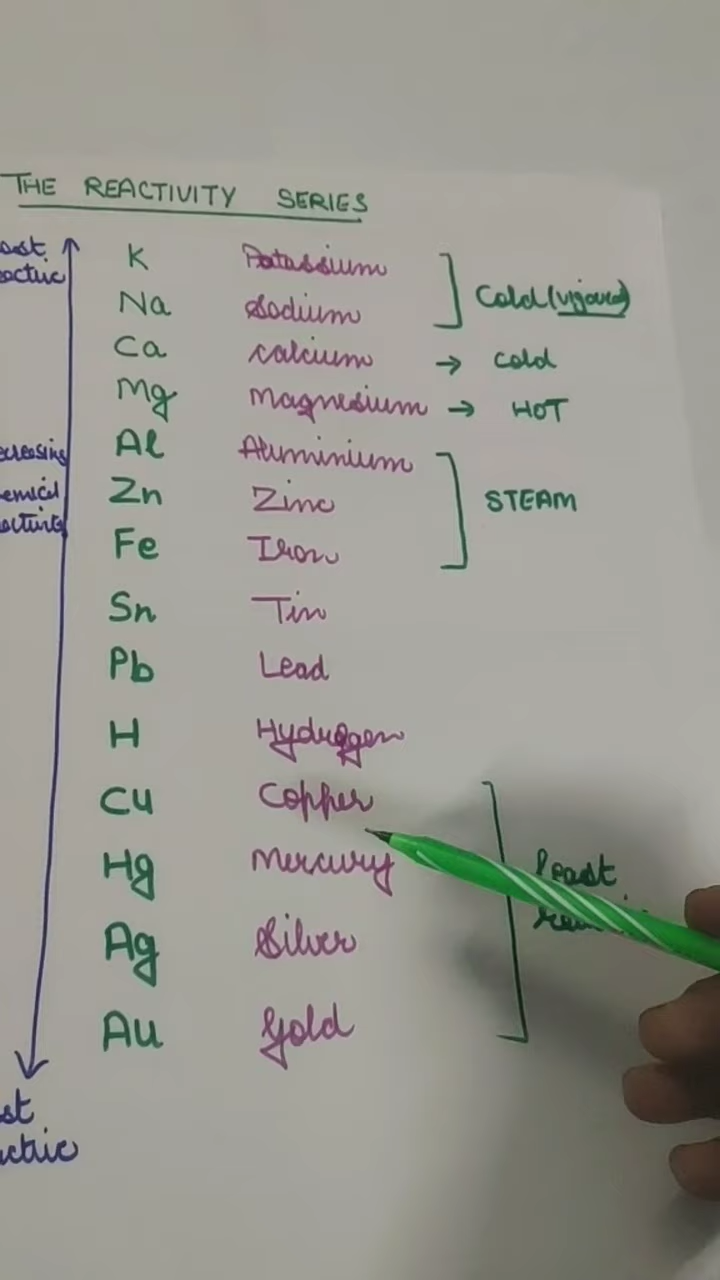 THE REACTIVITY SERIES
K Potassium
Cold (vigorous)
Na Sodium
Ca Calcium → cold
Mg Magnesium → HOT
Al Aluminium
Zn Zinc STEAM
Fe Iron
Sn Tin
Pb Lead
H Hydrogen
Cu Copper
Hg Mercury least
Ag Silver
Au Gold